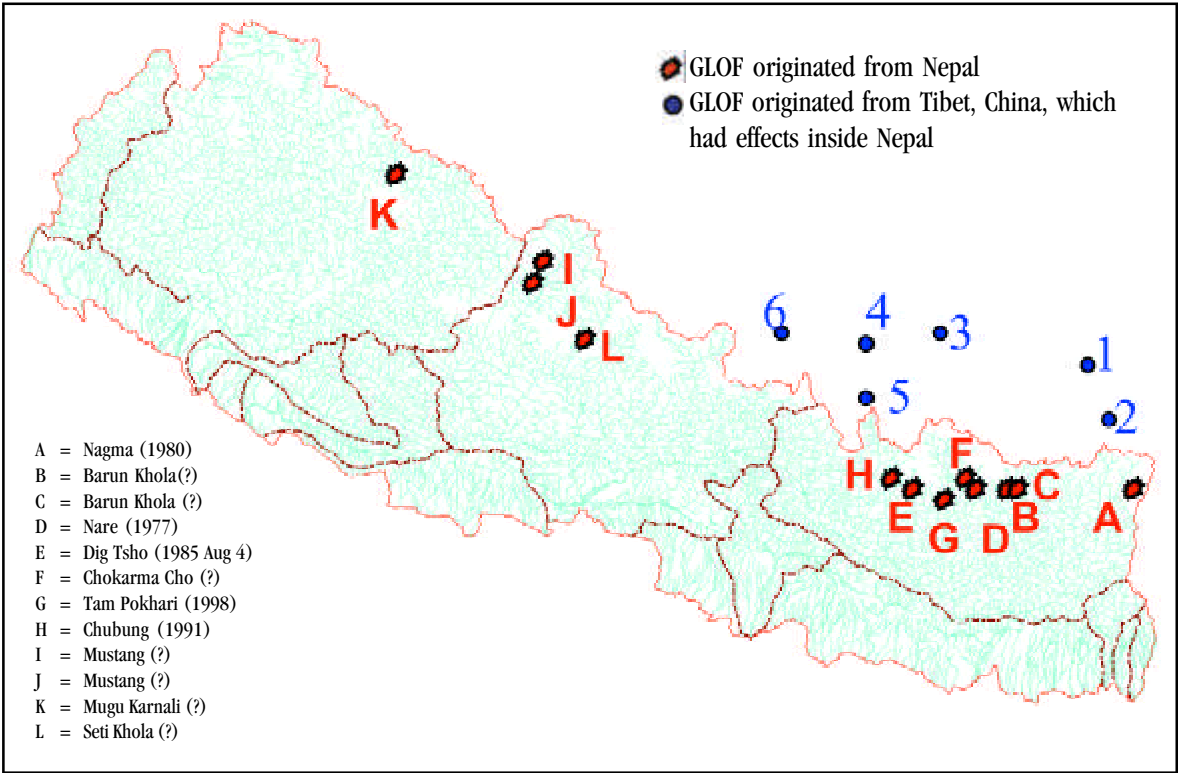 GLOF originated from Nepal
GLOF originated from Tibet, China, which
had effects inside Nepal
K
I
J
L
6
4
3
1
5
2
H
F
C
E
G
D
B
A
A = Nagma (1980)
B = Barun Khola(?)
C = Barun Khola (?)
D = Nare (1977)
E = Dig Tsho (1985 Aug 4)
F = Chokarma Cho (?)
G = Tam Pokhari (1998)
H = Chubung (1991)
I = Mustang (?)
J = Mustang (?)
K = Mugu Karnali (?)
L = Seti Khola (?)